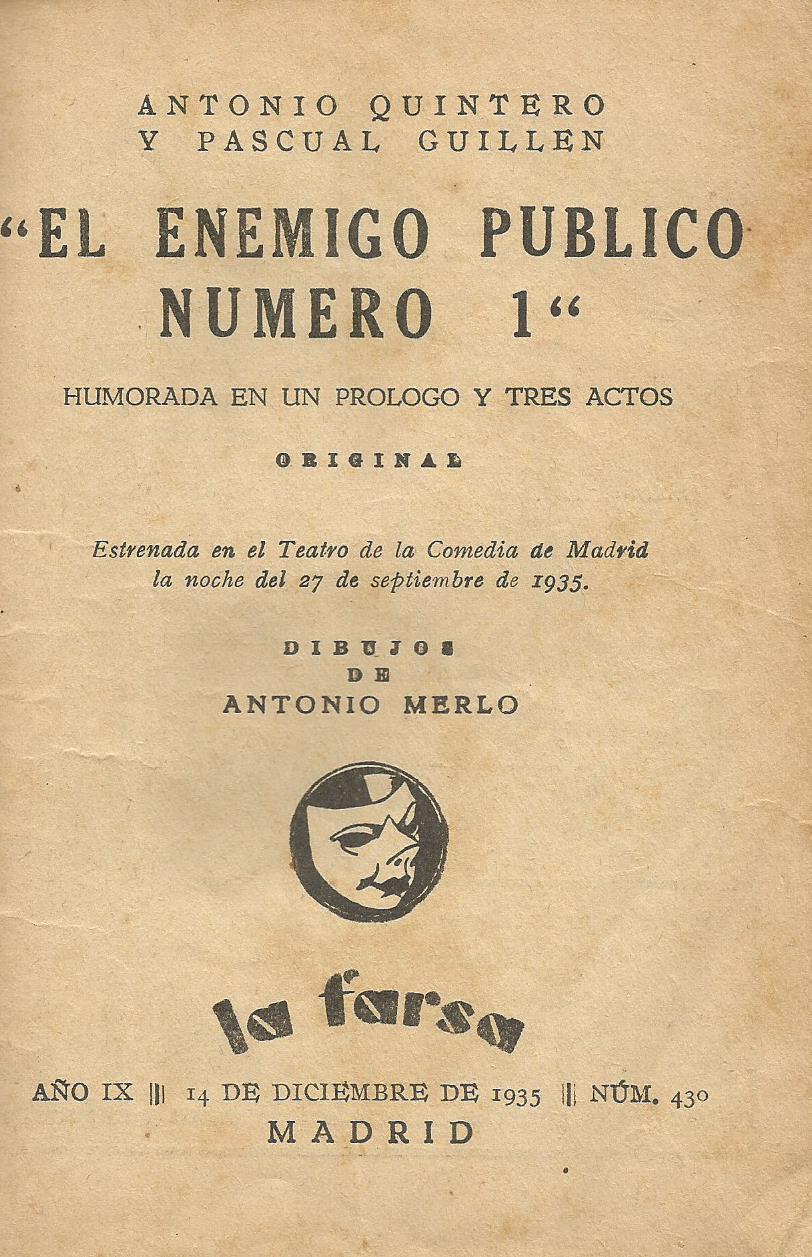 ANTONIO QUINTERO
Y PASCUAL GUILLEN
“EL ENEMIGO PUBLICO
NUMERO 1“
HUMORADA EN UN PROLOGO Y TRES ACTOS
ORIGINAL
Estrenada en el Teatro de la Comedia de Madrid
la noche del 27 de septiembre de 1935.
DIBUJOS
DE
ANTONIO MERLO
la farsa
AÑO IX ||| 14 DE DICIEMBRE DE 1935 ||| NÚM. 430
MADRID